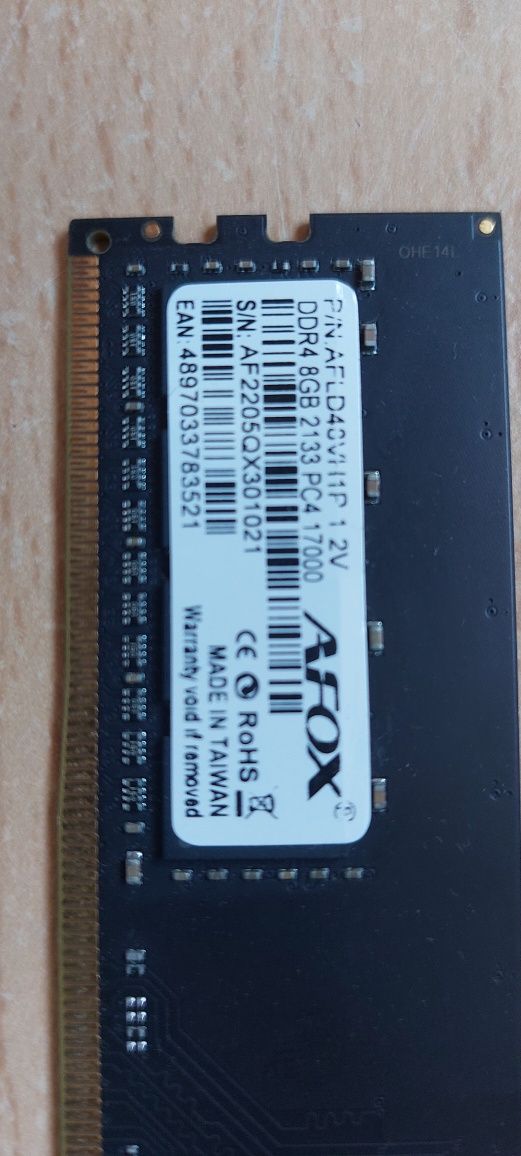 P/N AFLD48VH1P 1.2V
DDR4 8GB 2133 PC4 17000
S/N: AF2205QX301021
EAN: 4897033783521
AFOX
CE RoHS
MADE IN TAIWAN
Warranty void if removed
OHE14L